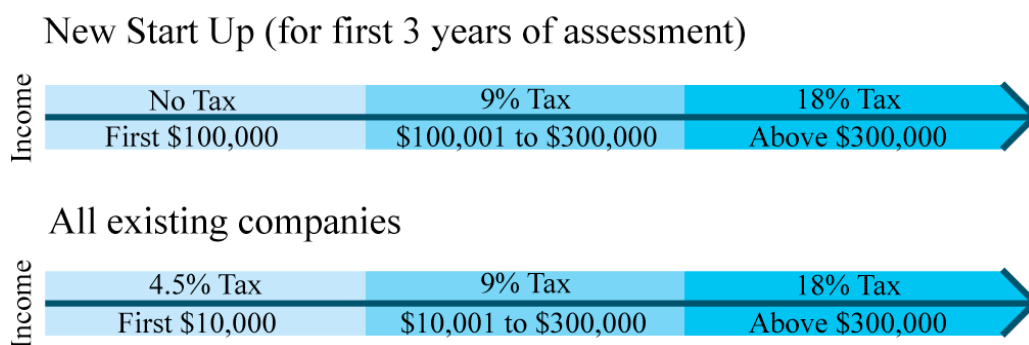 New Start Up (for first 3 years of assessment)
Income
No Tax 9% Tax 18% Tax
First $100,000 $100,001 to $300,000 Above $300,000
All existing companies
Income
4.5% Tax 9% Tax 18% Tax
First $10,000 $10,001 to $300,000 Above $300,000